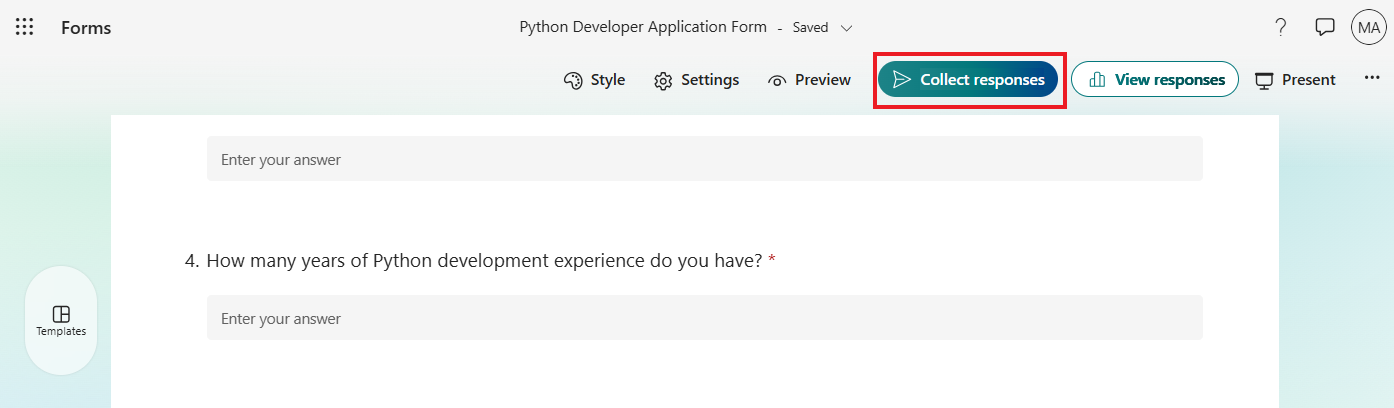 Forms
Python Developer Application Form - Saved
? MA
Style Settings Preview Collect responses View responses Present ...
Enter your answer
4. How many years of Python development experience do you have? *
Enter your answer
Templates